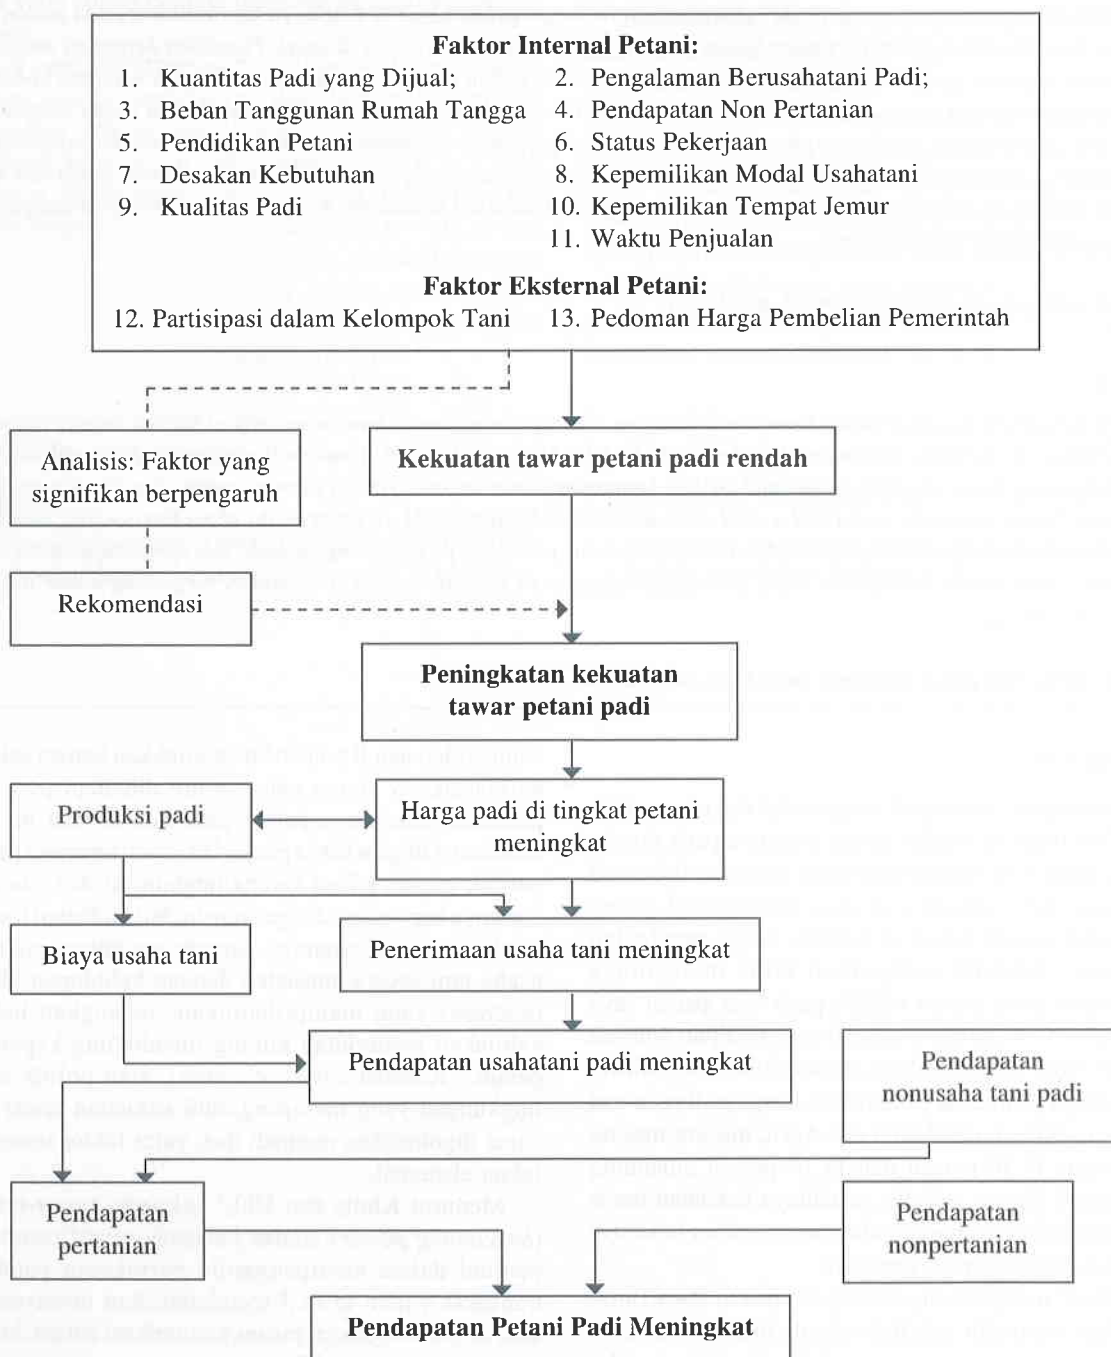 Faktor Internal Petani:
1. Kuantitas Padi yang Dijual; 2. Pengalaman Berusahatani Padi;
3. Beban Tanggunan Rumah Tangga 4. Pendapatan Non Pertanian
5. Pendidikan Petani 6. Status Pekerjaan
7. Desakan Kebutuhan 8. Kepemilikan Modal Usahatani
9. Kualitas Padi 10. Kepemilikan Tempat Jemur
11. Waktu Penjualan
Faktor Eksternal Petani:
12. Partisipasi dalam Kelompok Tani 13. Pedoman Harga Pembelian Pemerintah
Analisis: Faktor yang
signifikan berpengaruh
Kekuatan tawar petani padi rendah
Rekomendasi
Peningkatan kekuatan
tawar petani padi
Produksi padi
Harga padi di tingkat petani
meningkat
Biaya usaha tani
Penerimaan usaha tani meningkat
Pendapatan usahatani padi meningkat
Pendapatan
nonusaha tani padi
Pendapatan
pertanian
Pendapatan
nonpertanian
Pendapatan Petani Padi Meningkat